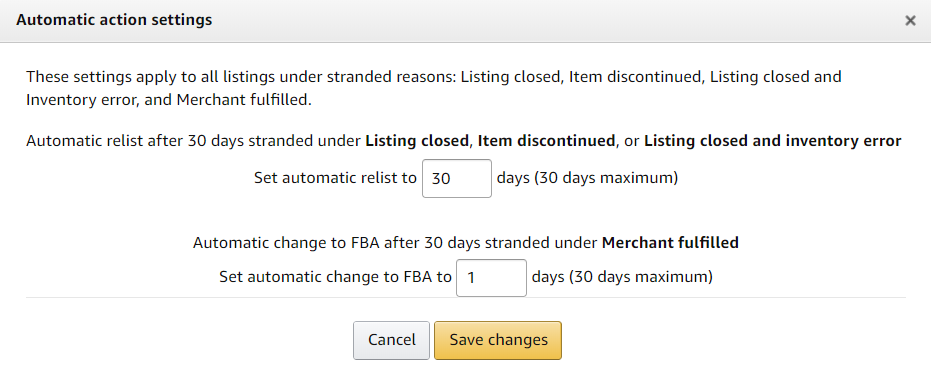 Automatic action settings
×
These settings apply to all listings under stranded reasons: Listing closed, Item discontinued, Listing closed and
Inventory error, and Merchant fulfilled.
Automatic relist after 30 days stranded under Listing closed, Item discontinued, or Listing closed and inventory error
Set automatic relist to 30 days (30 days maximum)
Automatic change to FBA after 30 days stranded under Merchant fulfilled
Set automatic change to FBA to 1 days (30 days maximum)
Cancel Save changes